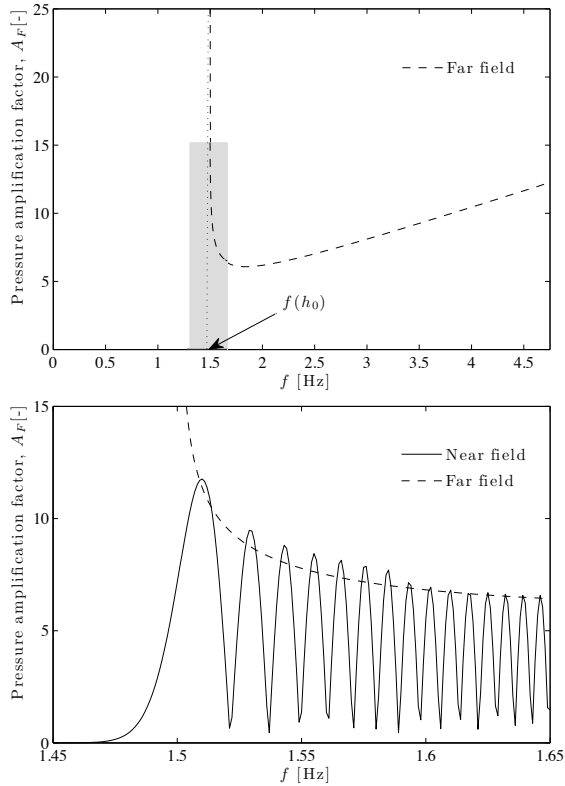 25
20
15
10
5
0
Pressure amplification factor, A_F[-]
Far field
f(h_0)
0 0.5 1 1.5 2 2.5 3 3.5 4 4.5
f [Hz]
15
10
5
0
Pressure amplification factor, A_F[-]
Near field
Far field
1.45 1.5 1.55 1.6 1.65
f [Hz]